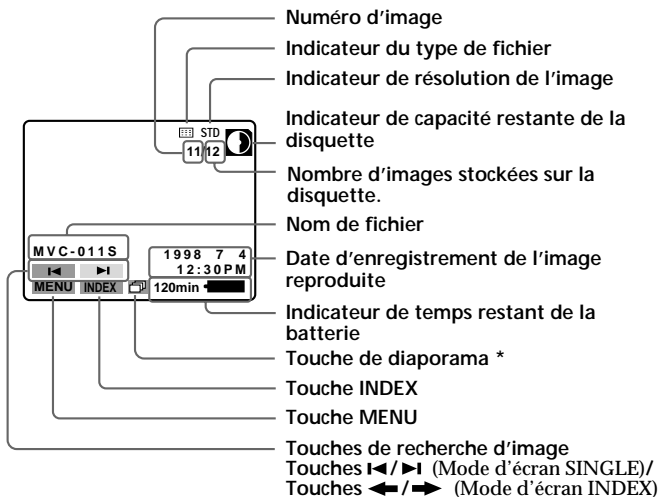 Numéro d'image
Indicateur du type de fichier
Indicateur de résolution de l'image
Indicateur de capacité restante de la
disquette
Nombre d'images stockées sur la
disquette.
Nom de fichier
Date d'enregistrement de l'image
reproduite
Indicateur de temps restant de la
batterie
Touche de diaporama *
Touche INDEX
Touche MENU
Touches de recherche d'image
Touches / (Mode d'écran SINGLE)/
Touches / (Mode d'écran INDEX)
STD
11/12
MVC-011S
1998 7 4
12:30PM
MENU INDEX 120min